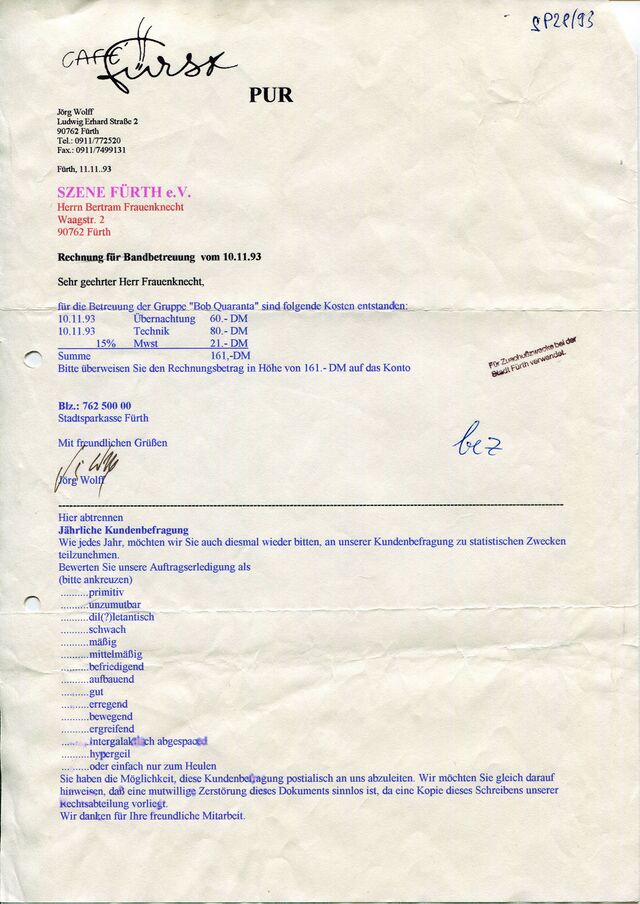 CAFÉ
Fürst
PUR
Jörg Wolff
Ludwig Erhard Straße 2
90762 Fürth
Tel.: 0911/772520
Fax.: 0911/7499131
Fürth, 11.11..93
SZENE FÜRTH e.V.
Herrn Bertram Frauenknecht
Waagstr. 2
90762 Fürth
Rechnung für Bandbetreuung vom 10.11.93
Sehr geehrter Herr Frauenknecht,
für die Betreuung der Gruppe "Bob Quaranta" sind folgende Kosten entstanden:
10.11.93 Übernachtung 60.- DM
10.11.93 Technik 80.- DM
15% Mwst 21.- DM
Summe 161,-DM
Bitte überweisen Sie den Rechnungsbetrag in Höhe von 161.- DM auf das Konto
Für Zuschußzwecke bei der
Stadt Fürth verwendet.
Blz.: 762 500 00
Stadtsparkasse Fürth
Mit freundlichen Grüßen
bez
Jörg Wolff
Hier abtrennen
Jährliche Kundenbefragung
Wie jedes Jahr, möchten wir Sie auch diesmal wieder bitten, an unserer Kundenbefragung zu statistischen Zwecken
teilzunehmen.
Bewerten Sie unsere Auftragserledigung als
(bitte ankreuzen)
..........primitiv
..........unzumutbar
..........dil(?)letantisch
..........schwach
..........mäßig
..........mittelmäßig
..........befriedigend
..........aufbauend
..........gut
..........erregend
..........bewegend
..........ergreifend
..........intergalaktisch abgespaced
..........hypergeil
..........oder einfach nur zum Heulen
Sie haben die Möglichkeit, diese Kundenbefragung postialisch an uns abzuleiten. Wir möchten Sie gleich darauf
hinweisen, daß eine mutwillige Zerstörung dieses Dokuments sinnlos ist, da eine Kopie dieses Schreibens unserer
Rechtsabteilung vorliegt.
Wir danken für Ihre freundliche Mitarbeit.